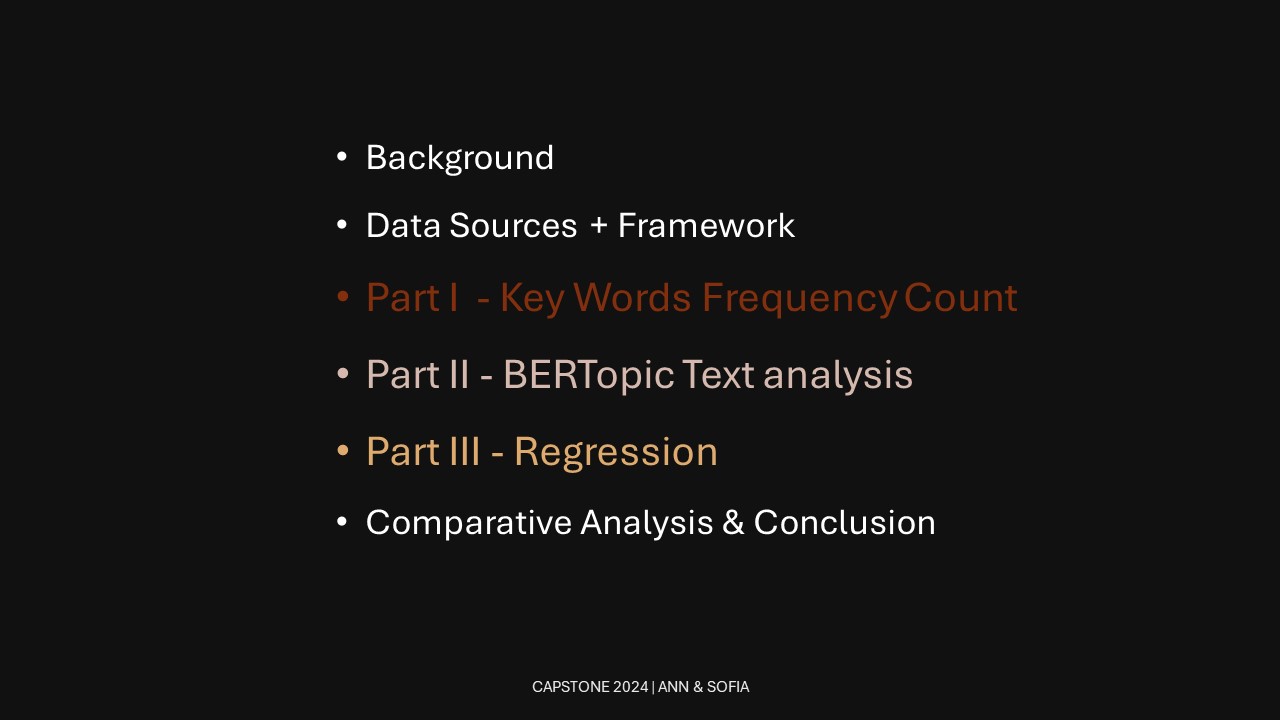 • Background
• Data Sources + Framework
• Part I - Key Words Frequency Count
• Part II - BERTopic Text analysis
• Part III - Regression
• Comparative Analysis & Conclusion
CAPSTONE 2024 | ANN & SOFIA